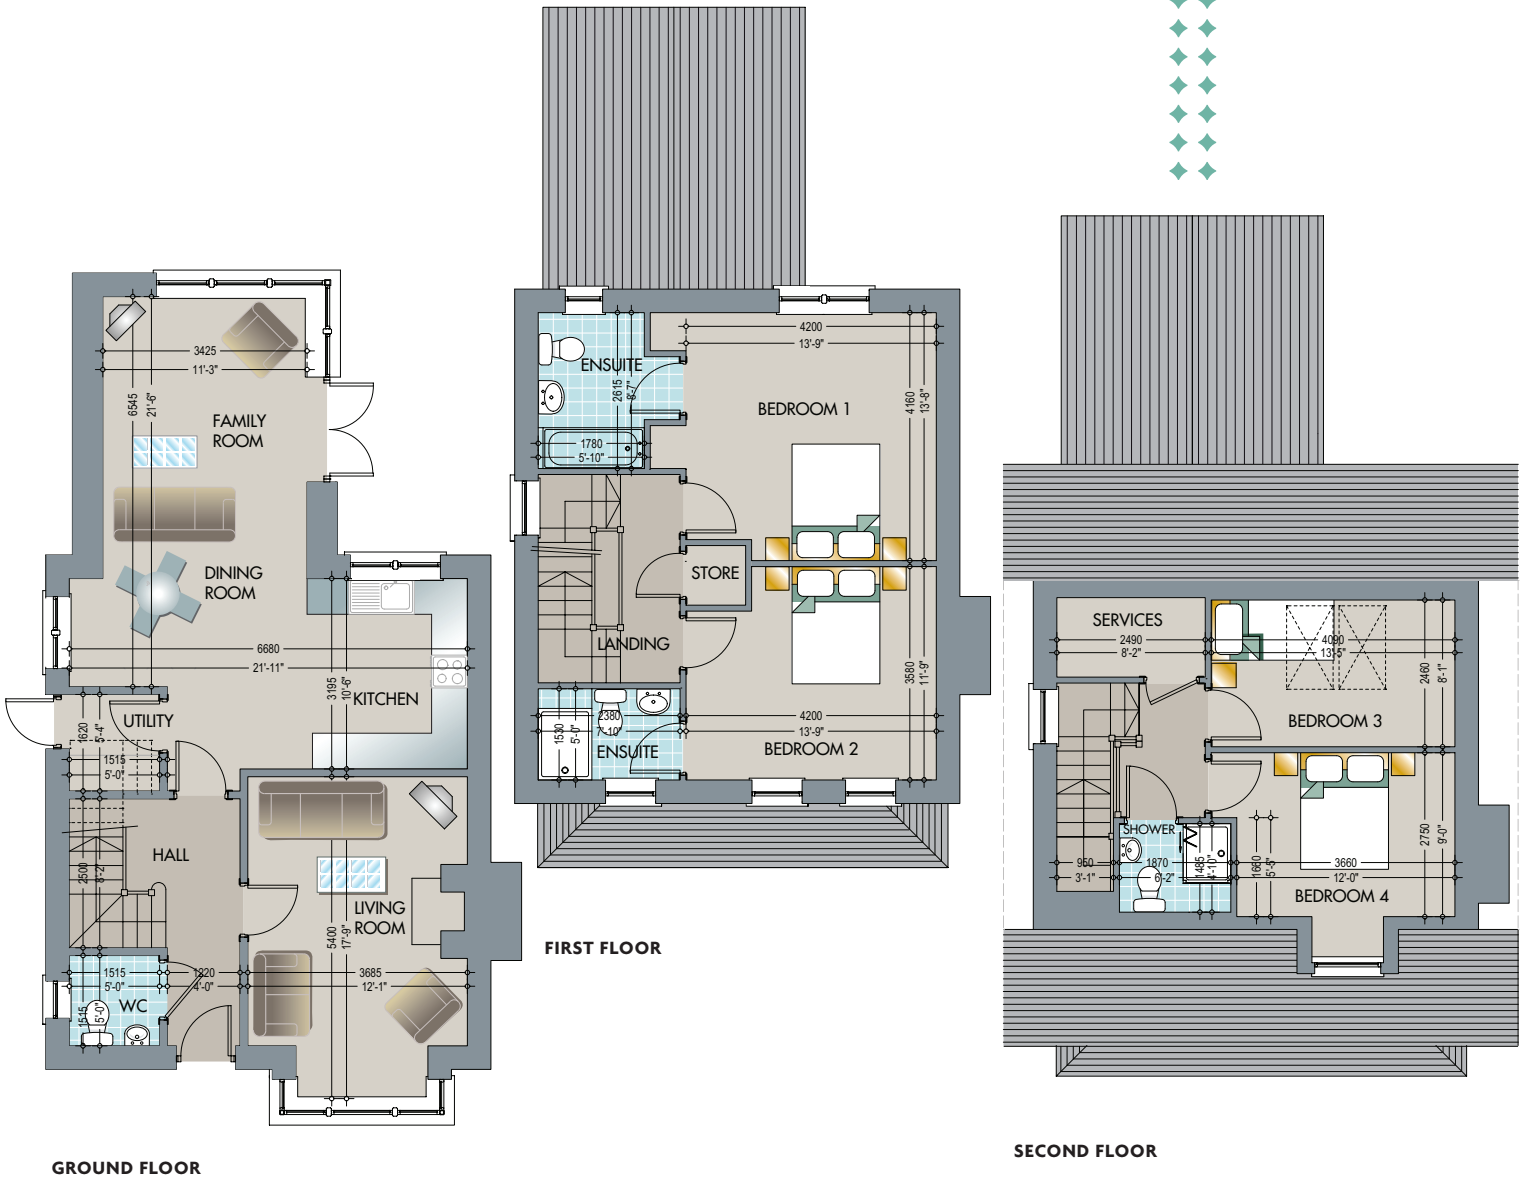 3425
11'-3"
6545
21'-6"
FAMILY
ROOM
DINING
ROOM
6680
21'-11"
3195
10'-6"
KITCHEN
UTILITY
1620
5'-4"
1515
5'-0"
HALL
2500
8'-2"
LIVING
ROOM
5400
17'-9"
3685
12'-1"
1515
5'-0"
1220
4'-0"
WC
1515
5'-0"
GROUND FLOOR
4200
13'-9"
ENSUITE
2615
8'-7"
BEDROOM 1
4160
13'-8"
1780
5'-10"
STORE
LANDING
3580
11'-9"
2380
7'-10"
1530
5'-0"
ENSUITE
4200
13'-9"
BEDROOM 2
FIRST FLOOR
SERVICES
2490
8'-2"
4090
13'-5"
2460
8'-1"
BEDROOM 3
SHOWER
950
3'-1"
1870
6'-2"
1485
4'-10"
1660
5'-5"
3660
12'-0"
2750
9'-0"
BEDROOM 4
SECOND FLOOR